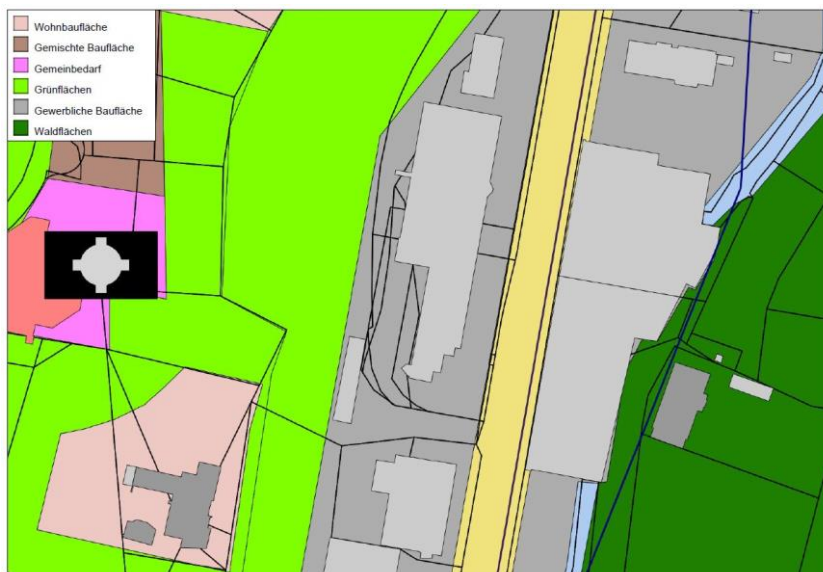 Wohnbaufläche
Gemischte Baufläche
Gemeinbedarf
Grünflächen
Gewerbliche Baufläche
Waldflächen